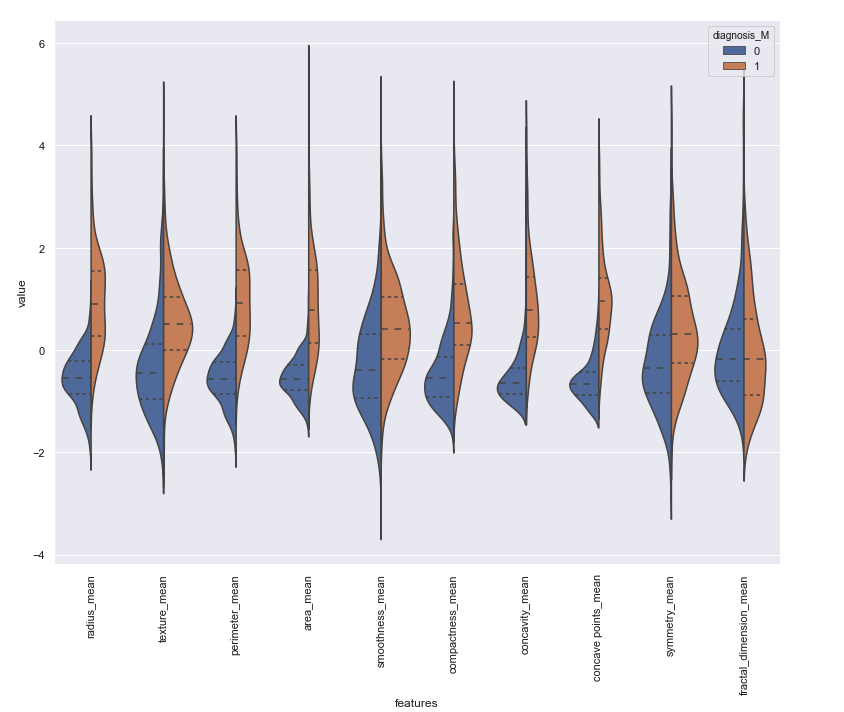 diagnosis_M
0
1
6
4
2
0
−2
−4
value
radius_mean
texture_mean
perimeter_mean
area_mean
smoothness_mean
compactness_mean
concavity_mean
concave points_mean
symmetry_mean
fractal_dimension_mean
features